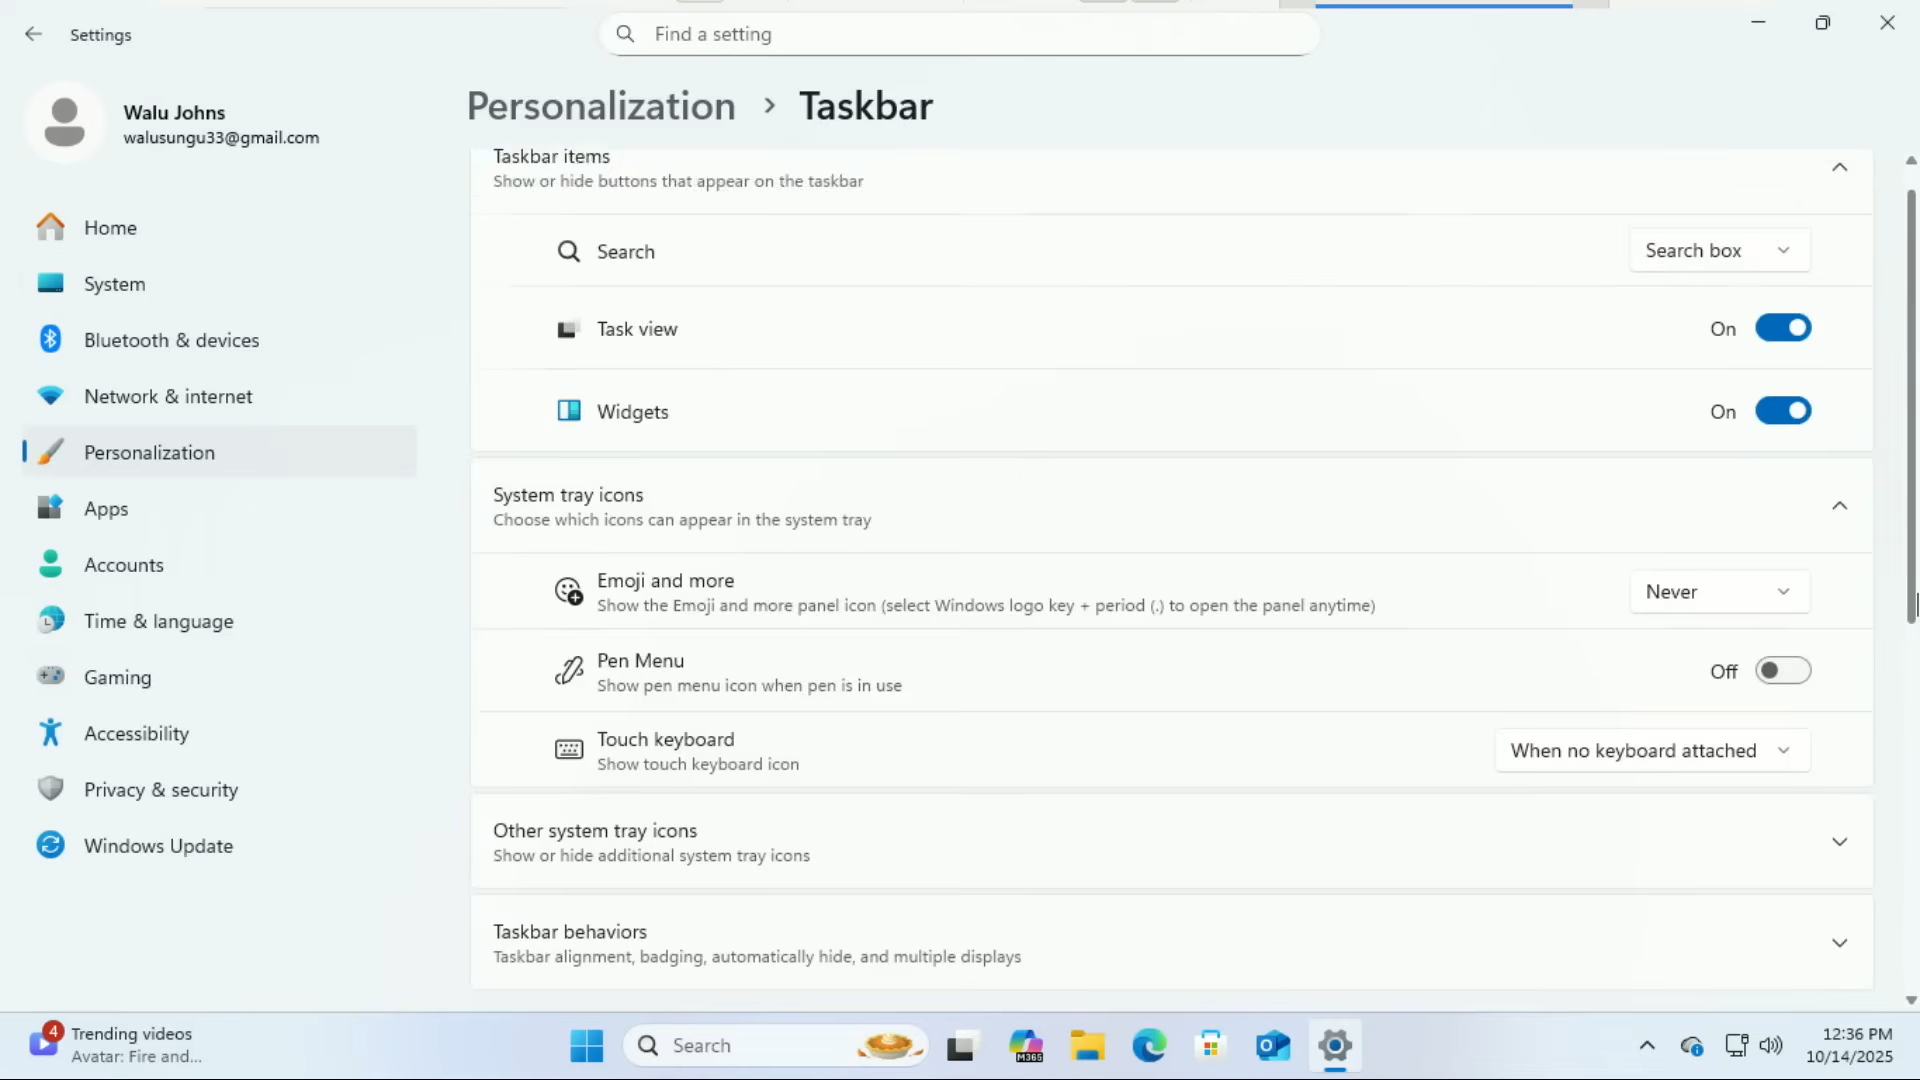 Settings
Find a setting
Walu Johns
walusungu33@gmail.com
Home
System
Bluetooth & devices
Network & internet
Personalization
Apps
Accounts
Time & language
Gaming
Accessibility
Privacy & security
Windows Update
Personalization > Taskbar
Taskbar items
Show or hide buttons that appear on the taskbar
Search
Search box
Task view
On
Widgets
On
System tray icons
Choose which icons can appear in the system tray
Emoji and more
Show the Emoji and more panel icon (select Windows logo key + period (.) to open the panel anytime)
Never
Pen Menu
Show pen menu icon when pen is in use
Off
Touch keyboard
Show touch keyboard icon
When no keyboard attached
Other system tray icons
Show or hide additional system tray icons
Taskbar behaviors
Taskbar alignment, badging, automatically hide, and multiple displays
4
Trending videos
Avatar: Fire and...
Search
M365
12:36 PM
10/14/2025